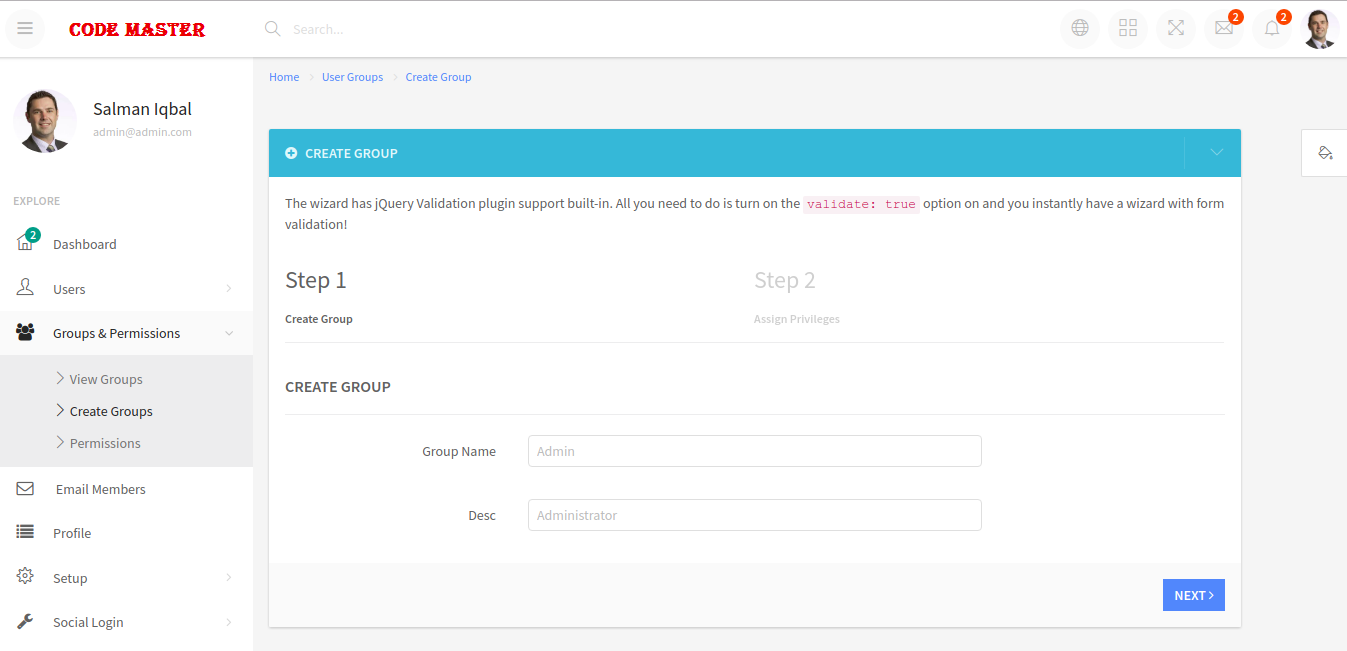 CODE MASTER
Search...
2
2
Home
User Groups
Create Group
Salman Iqbal
admin@admin.com
EXPLORE
2
Dashboard
Users
Groups & Permissions
View Groups
Create Groups
Permissions
Email Members
Profile
Setup
Social Login
CREATE GROUP
The wizard has jQuery Validation plugin support built-in. All you need to do is turn on the validate: true option on and you instantly have a wizard with form
validation!
Step 1
Create Group
Step 2
Assign Privileges
CREATE GROUP
Group Name
Admin
Desc
Administrator
NEXT